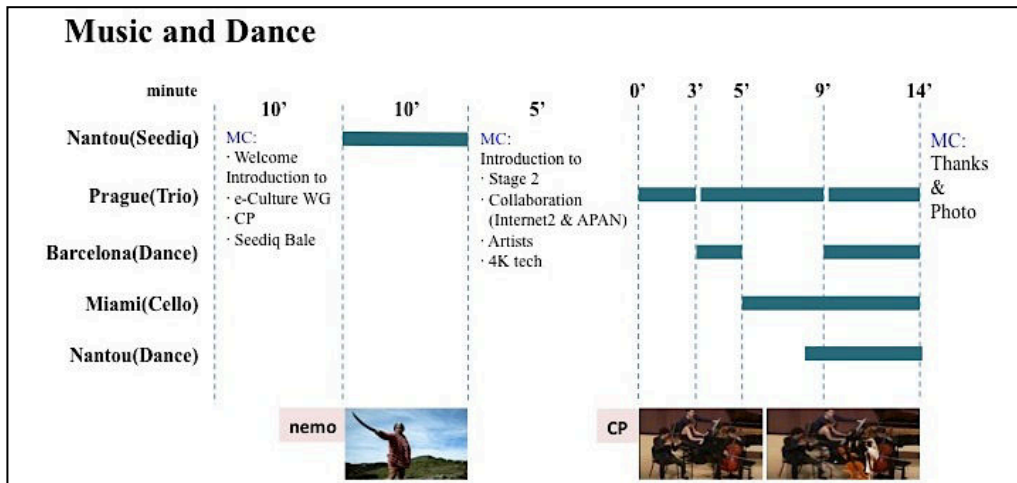 Music and Dance
minute
10’
10’
5’
0’
3’
5’
9’
14’
Nantou(Seediq)
Prague(Trio)
Barcelona(Dance)
Miami(Cello)
Nantou(Dance)
MC:
· Welcome
Introduction to
· e-Culture WG
· CP
· Seediq Bale
MC:
Introduction to
· Stage 2
· Collaboration
(Internet2 & APAN)
· Artists
· 4K tech
MC:
Thanks
&
Photo
nemo
CP